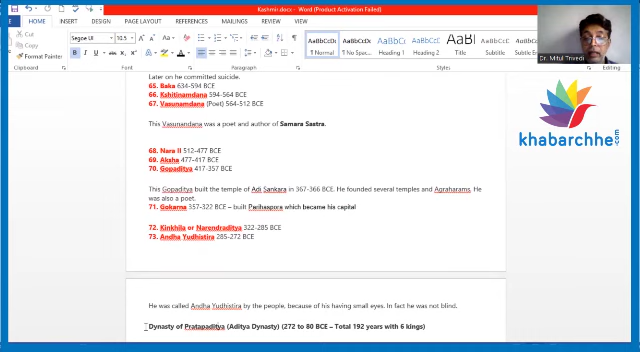 Kashmir.docx - Word (Product Activation Failed)
HOME INSERT DESIGN PAGE LAYOUT REFERENCES MAILINGS REVIEW VIEW
Cut
Copy
Format Painter
Clipboard
Segoe UI 10.5
Font
Paragraph
AaBbCcDc AaBbCcDc AaBbCc AaBbCcC AaBl AaBbCcC AaBbCcDi
¶ Normal ¶ No Spac... Heading 1 Heading 2 Title Subtitle Subtle Em
Styles
Editing
Dr. Mitul Trivedi
khabarchhe.com
Later on he committed suicide.
65. Baka 634-594 BCE
66. Kshitinamdana 594-564 BCE
67. Vasunamdana (Poet) 564-512 BCE
This Vasunandana was a poet and author of Samara Sastra.
68. Nara II 512-477 BCE
69. Aksha 477-417 BCE
70. Gopaditya 417-357 BCE
This Gopaditya built the temple of Adi Sankara in 367-366 BCE. He founded several temples and Agraharams. He
was also a poet.
71. Gokarna 357-322 BCE – built Parihaspora which became his capital
72. Kinkhila or Narendraditya 322-285 BCE
73. Andha Yudhistira 285-272 BCE
He was called Andha Yudhistira by the people, because of his having small eyes. In fact he was not blind.
Dynasty of Pratapaditya (Aditya Dynasty) (272 to 80 BCE – Total 192 years with 6 kings)